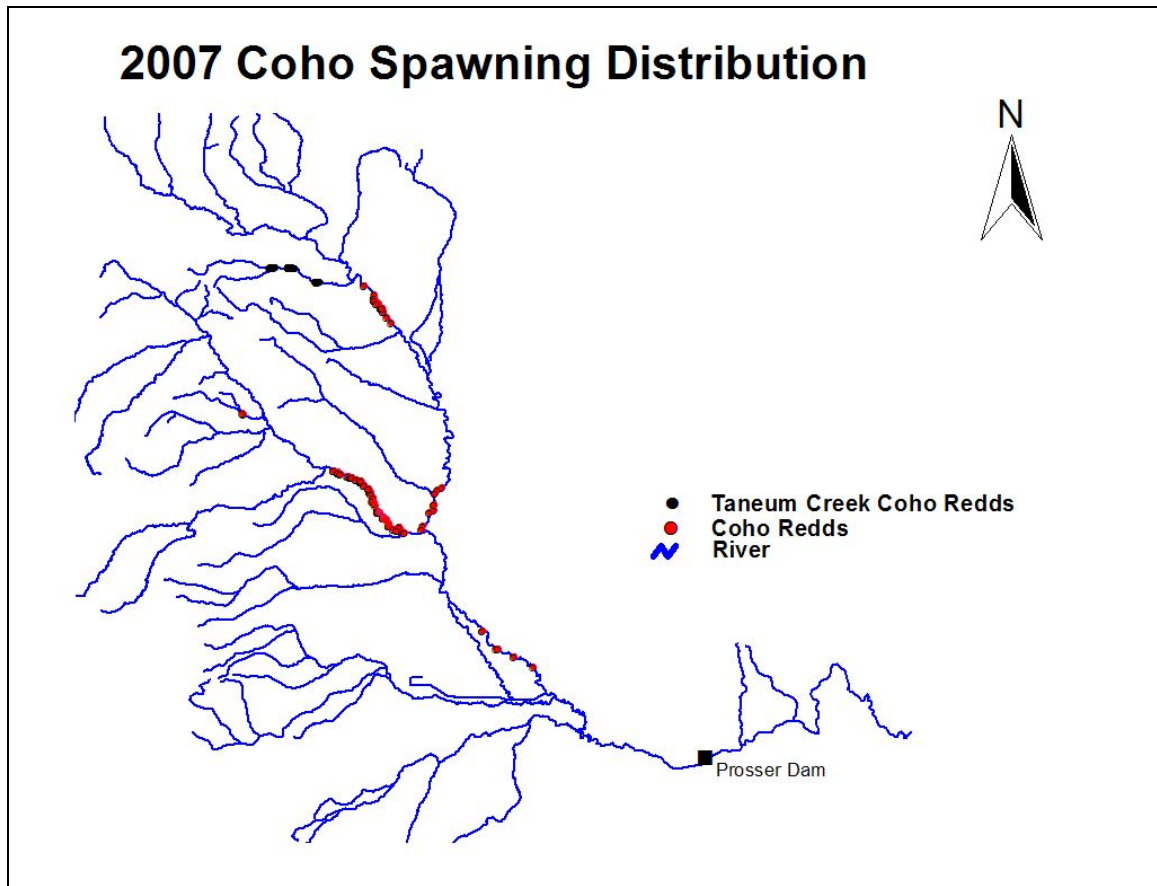 2007 Coho Spawning Distribution
N
Taneum Creek Coho Redds
Coho Redds
River
Prosser Dam